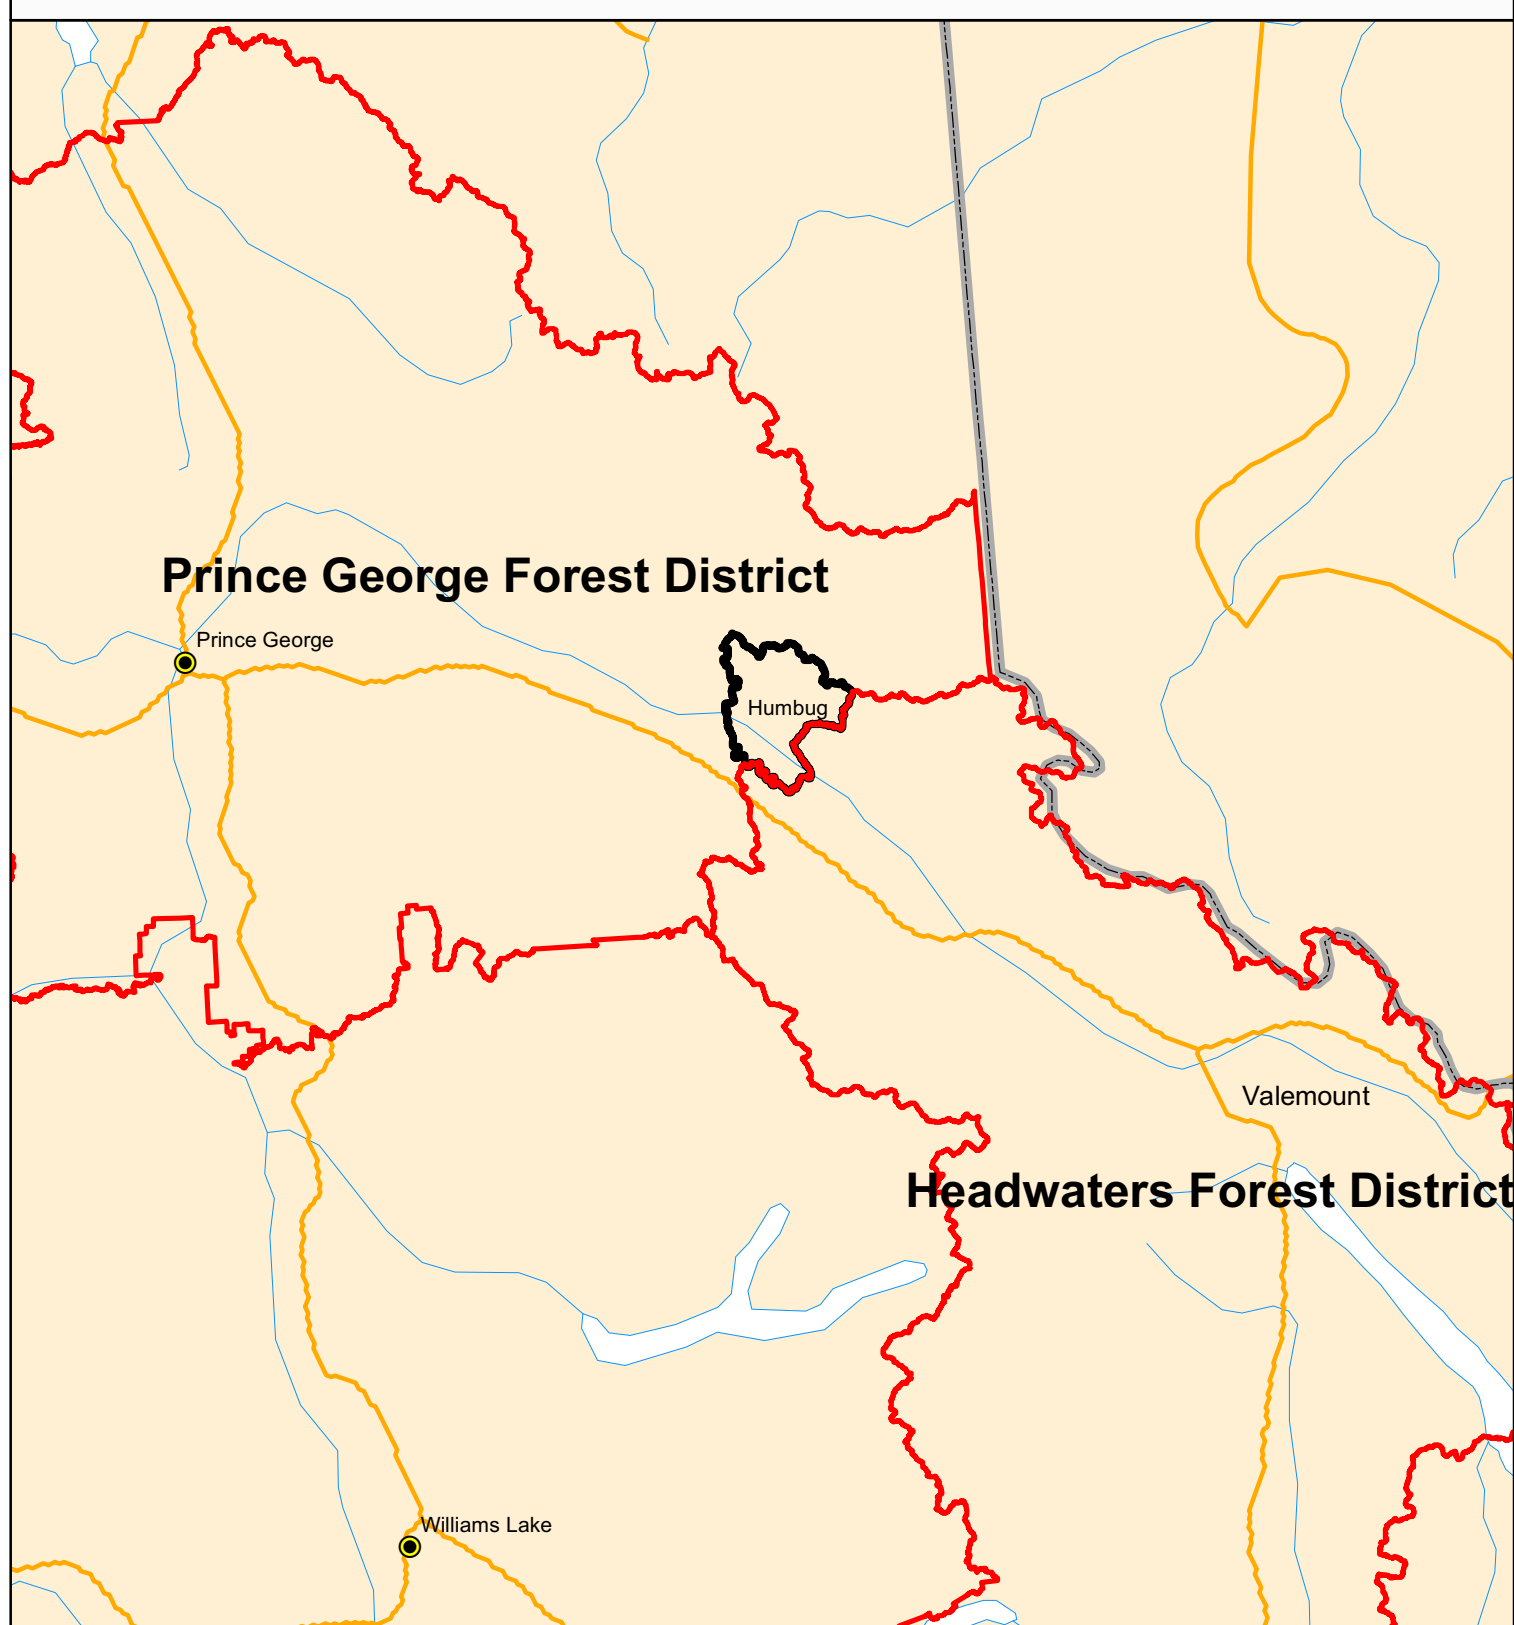 Prince George Forest District
Prince George
Humbug
Valemount
Headwaters Forest District
Williams Lake